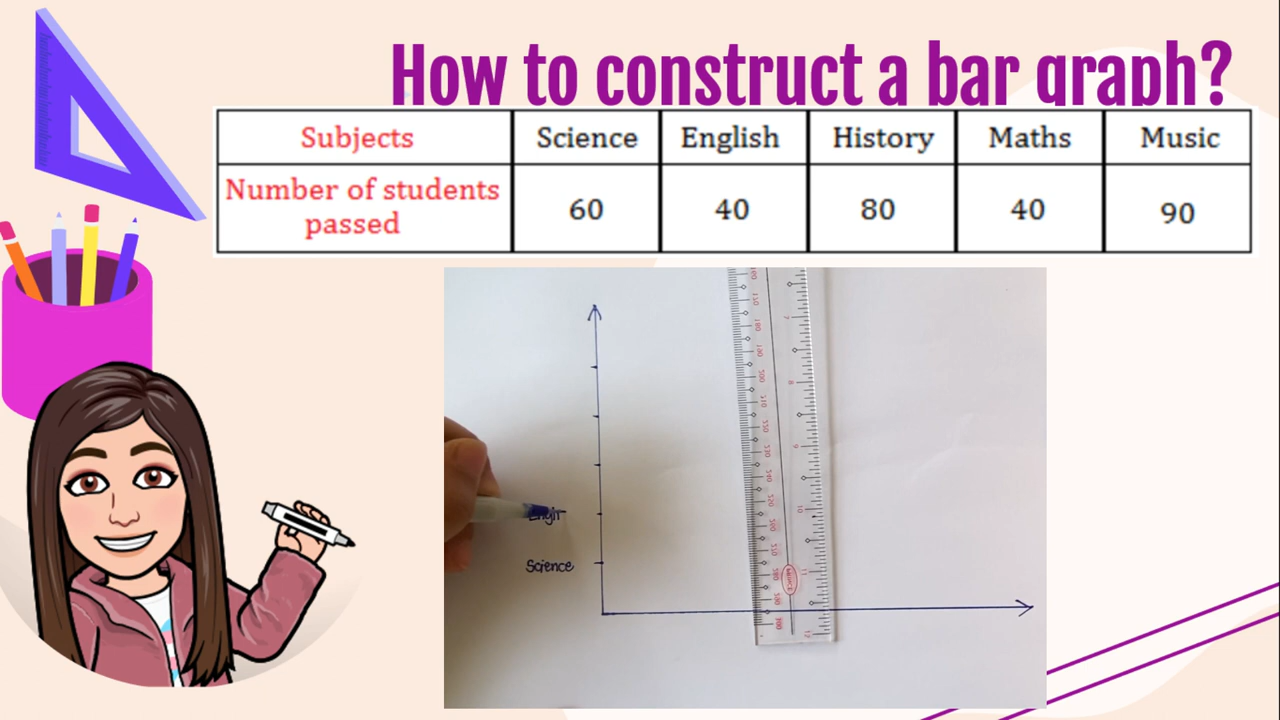 How to construct a bar graph?
Subjects Science English History Maths Music
Number of students passed 60 40 80 40 90
Science